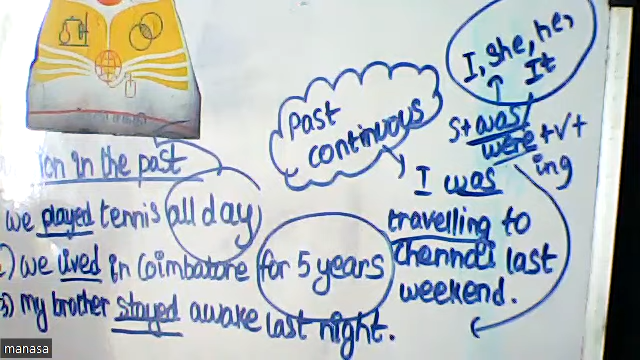 I, she, he,
It
Past
continuous
s+was/
were+v+
ing
I was
travelling to
Chennai last
weekend.
in the past
we played tennis all day
we lived in Coimbatore for 5 years
3) my brother stayed awake last night.
manasa